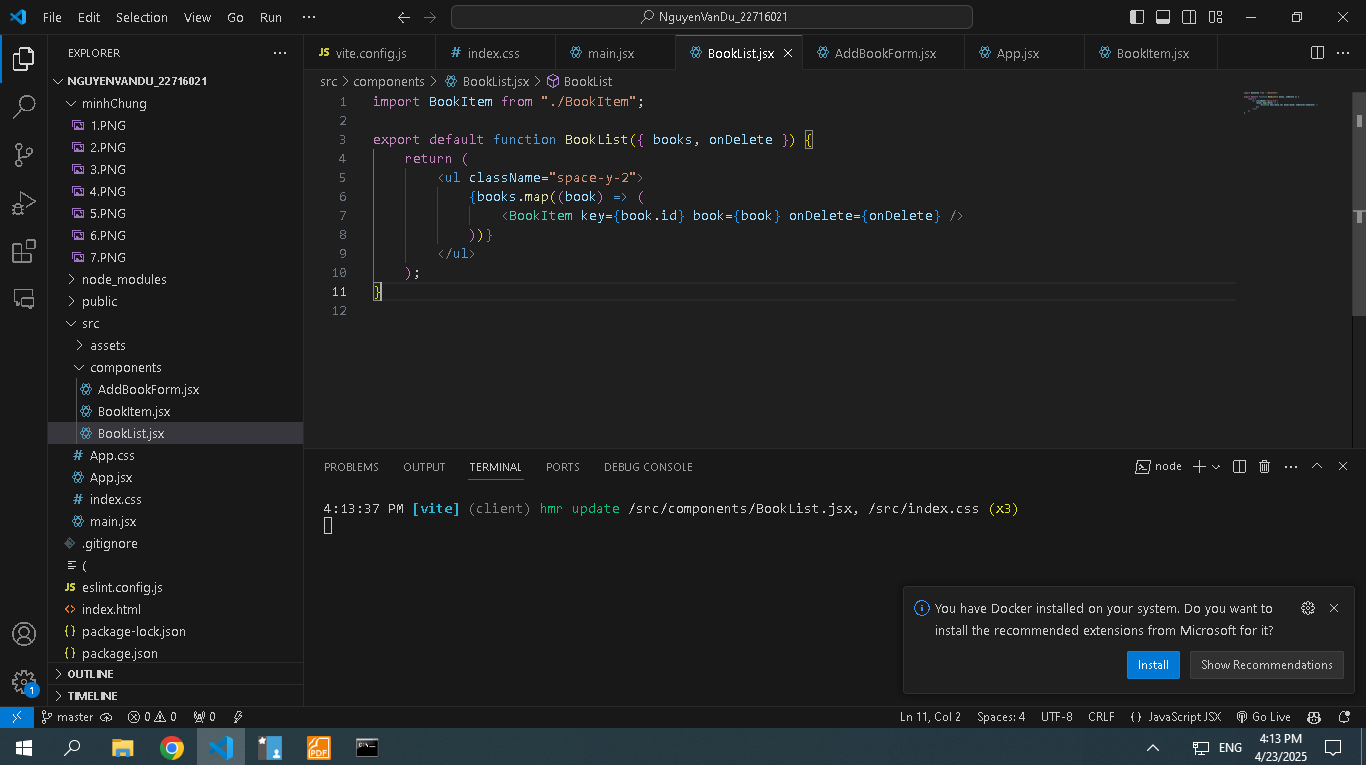 File Edit Selection View Go Run ···
NguyenVanDu_22716021
EXPLORER ···
NGUYENVANDU_22716021
minhChung
1.PNG
2.PNG
3.PNG
4.PNG
5.PNG
6.PNG
7.PNG
node_modules
public
src
assets
components
AddBookForm.jsx
BookItem.jsx
BookList.jsx
# App.css
App.jsx
# index.css
main.jsx
.gitignore
(
JS eslint.config.js
<> index.html
{} package-lock.json
{} package.json
OUTLINE
TIMELINE
1
JS vite.config.js # index.css main.jsx BookList.jsx AddBookForm.jsx App.jsx BookItem.jsx ···
src > components > BookList.jsx > BookList
1 import BookItem from "./BookItem";
2
3 export default function BookList({ books, onDelete }) {
4 return (
5 <ul className="space-y-2">
6 {books.map((book) => (
7 <BookItem key={book.id} book={book} onDelete={onDelete} />
8 ))}
9 </ul>
10 );
11 }
12
PROBLEMS OUTPUT TERMINAL PORTS DEBUG CONSOLE node ···
4:13:37 PM [vite] (client) hmr update /src/components/BookList.jsx, /src/index.css (x3)
You have Docker installed on your system. Do you want to
install the recommended extensions from Microsoft for it?
Install Show Recommendations
master 0 0 0 Ln 11, Col 2 Spaces: 4 UTF-8 CRLF {} JavaScript JSX Go Live
PDF ENG
4:13 PM
4/23/2025